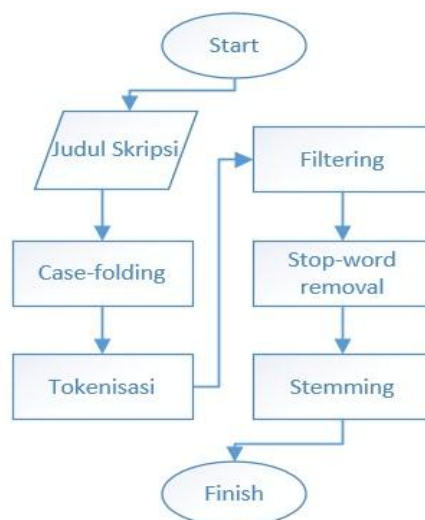 Start
Judul Skripsi
Case-folding
Tokenisasi
Filtering
Stop-word
removal
Stemming
Finish